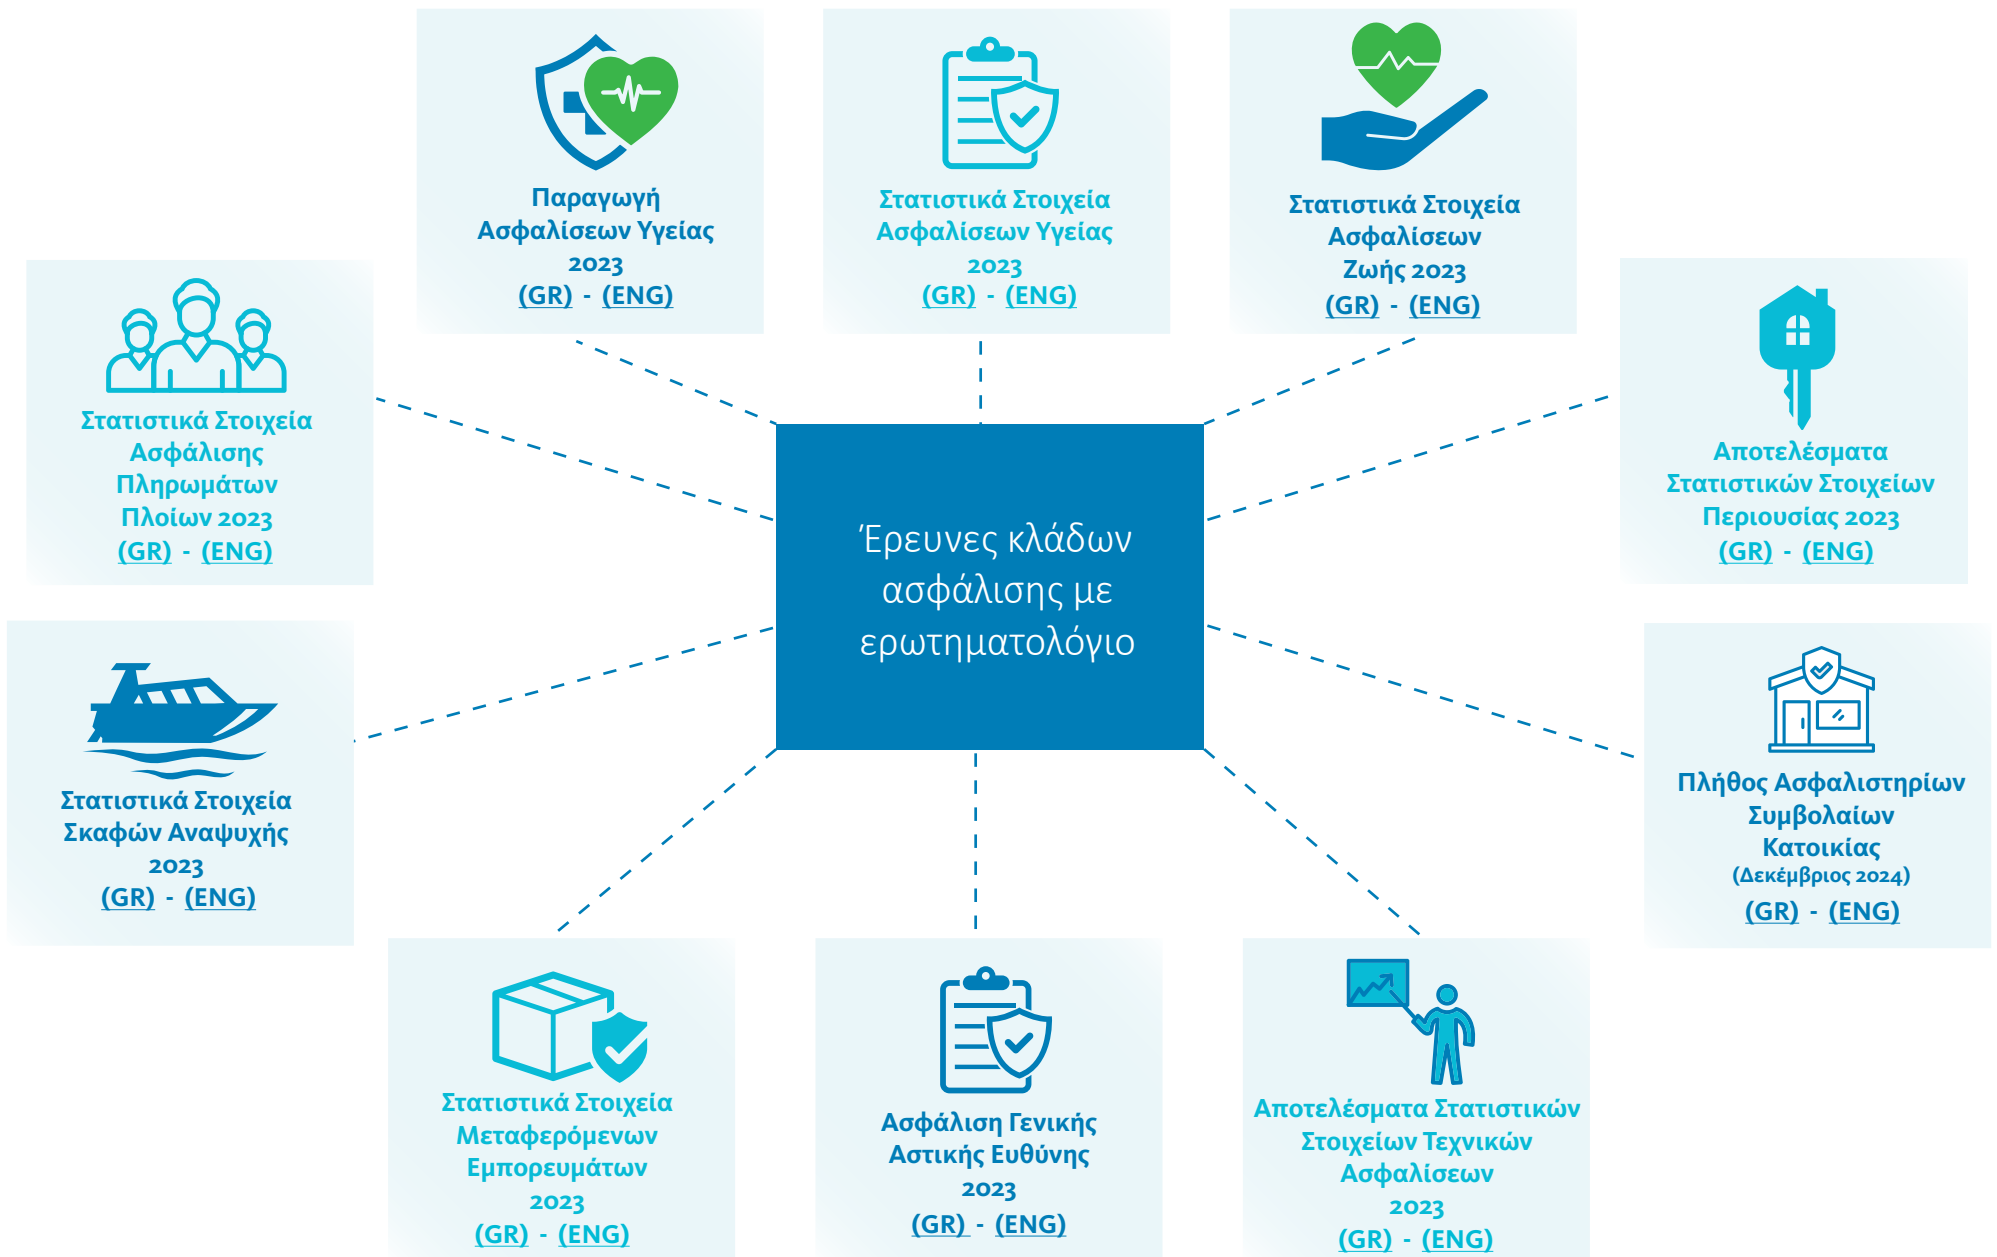 Παραγωγή
Ασφαλίσεων Υγείας
2023
(GR) - (ENG)
Στατιστικά Στοιχεία
Ασφαλίσεων Υγείας
2023
(GR) - (ENG)
Στατιστικά Στοιχεία
Ασφαλίσεων
Ζωής 2023
(GR) - (ENG)
Στατιστικά Στοιχεία
Ασφάλισης
Πληρωμάτων
Πλοίων 2023
(GR) - (ENG)
Έρευνες κλάδων
ασφάλισης με
ερωτηματολόγιο
Αποτελέσματα
Στατιστικών Στοιχείων
Περιουσίας 2023
(GR) - (ENG)
Στατιστικά Στοιχεία
Σκαφών Αναψυχής
2023
(GR) - (ENG)
Πλήθος Ασφαλιστηρίων
Συμβολαίων
Κατοικίας
(Δεκέμβριος 2024)
(GR) - (ENG)
Στατιστικά Στοιχεία
Μεταφερόμενων
Εμπορευμάτων
2023
(GR) - (ENG)
Ασφάλιση Γενικής
Αστικής Ευθύνης
2023
(GR) - (ENG)
Αποτελέσματα Στατιστικών
Στοιχείων Τεχνικών
Ασφαλίσεων
2023
(GR) - (ENG)